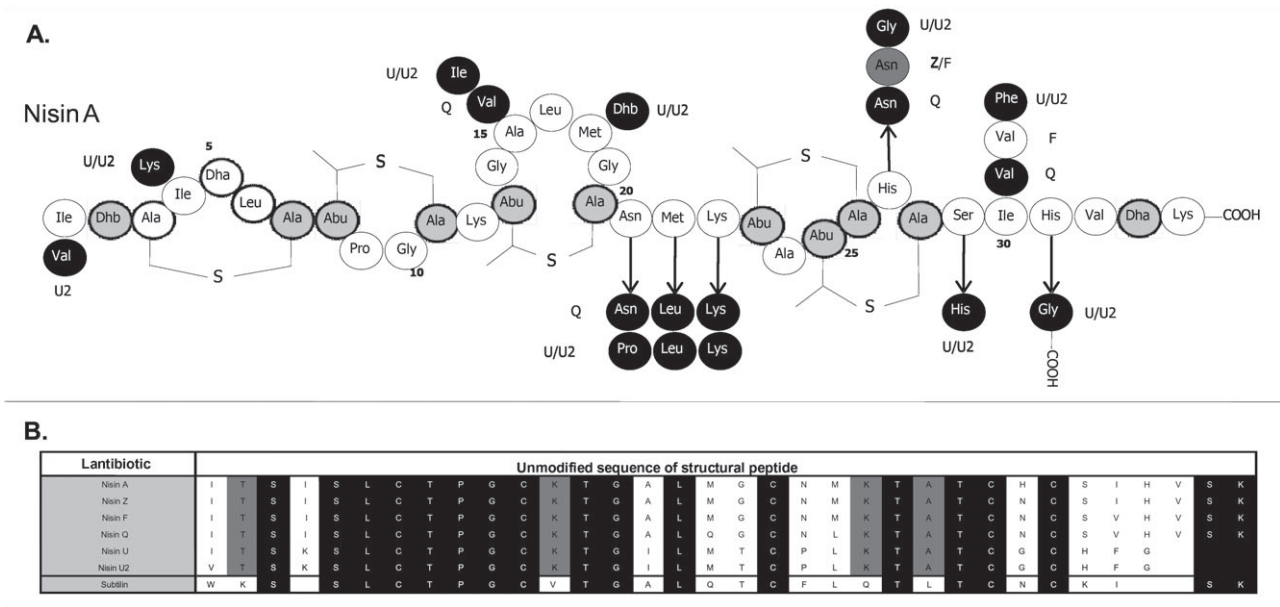 A.
Nisin A
Gly U/U2
Asn Z/F
Asn Q
U/U2 Ile
Q Val
15 Ala Leu Met Dhb U/U2
Phe U/U2
Val F
Val Q
U/U2 Lys
5
Dha
Gly Gly
20
S S
Ile Dhb Ala Ile Leu Ala Abu Pro Gly Ala Lys Abu Ala Asn Met Lys Abu Ala Abu Ala His Ala Ser Ile His Val Dha Lys COOH
10 25 30
Val
U2
S S S
Q Asn Leu Lys
U/U2 Pro Leu Lys
His
U/U2
Gly U/U2
COOH
B.
Lantibiotic Unmodified sequence of structural peptide
Nisin A I T S I S L C T P G C K T G A L M G C N M K T A T C H C S I H V S K
Nisin Z I T S I S L C T P G C K T G A L M G C N M K T A T C N C S I H V S K
Nisin F I T S I S L C T P G C K T G A L M G C N M K T A T C N C S V H V S K
Nisin Q I T S I S L C T P G C K T G A L Q G C N L K T A T C N C S V H V S K
Nisin U I T S K S L C T P G C K T G I L M T C P L K T A T C G C H F G
Nisin U2 V T S K S L C T P G C K T G I L M T C P L K T A T C G C H F G
Subtilin W K S S L C T P G C V T G A L Q T C F L Q T L T C N C K I S K